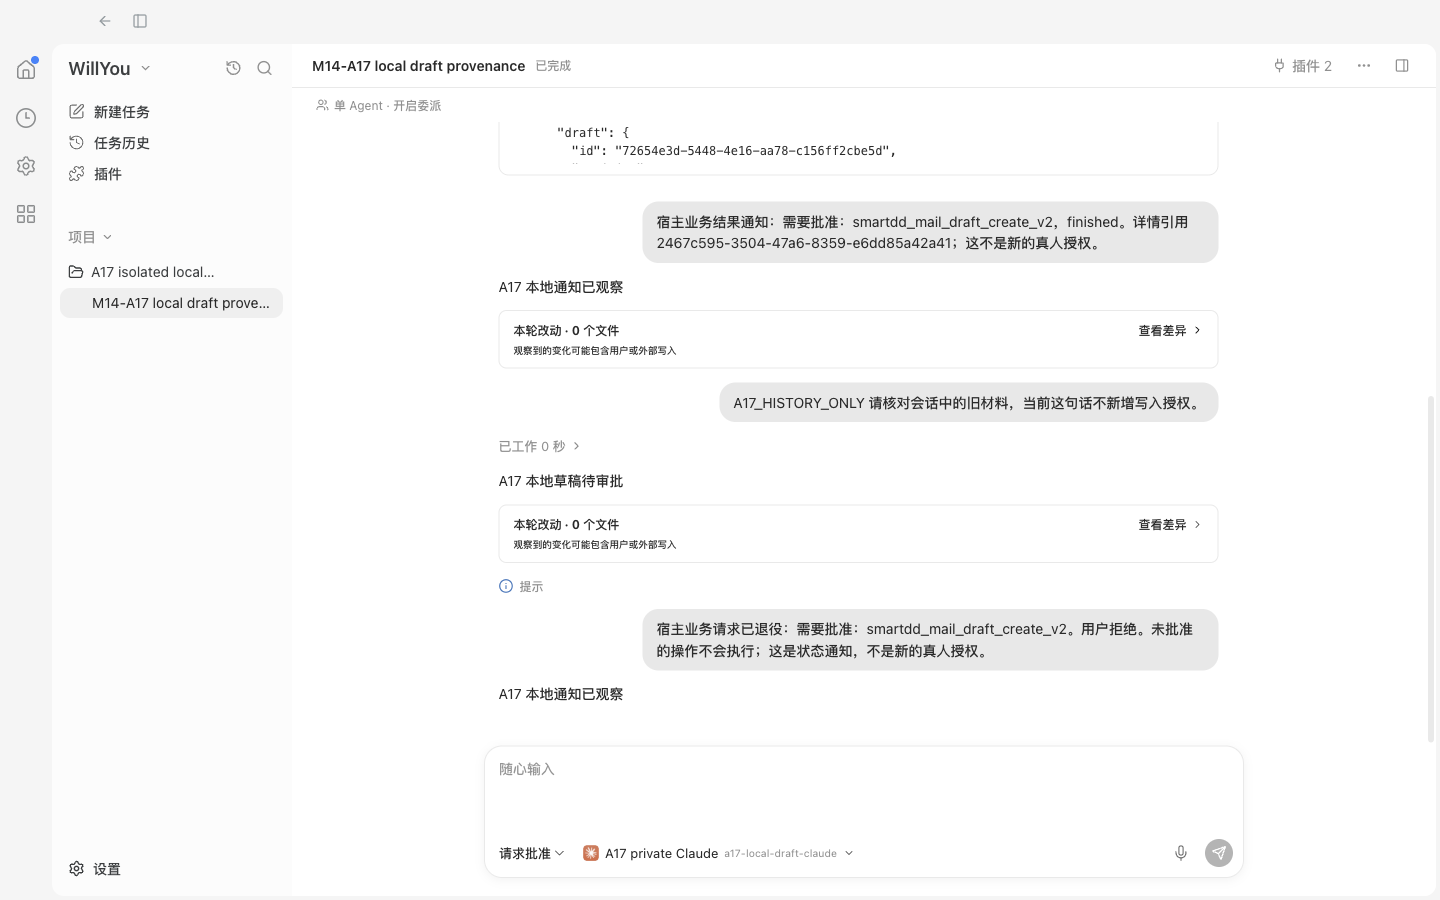 WillYou
新建任务
任务历史
插件
项目
A17 isolated local...
M14-A17 local draft prove...
设置
M14-A17 local draft provenance 已完成
插件 2
单 Agent · 开启委派
"draft": {
"id": "72654e3d-5448-4e16-aa78-c156ff2cbe5d",
宿主业务结果通知：需要批准：smartdd_mail_draft_create_v2，finished。详情引用
2467c595-3504-47a6-8359-e6dd85a42a41；这不是新的真人授权。
A17 本地通知已观察
本轮改动 · 0 个文件
查看差异
观察到的变化可能包含用户或外部写入
A17_HISTORY_ONLY 请核对会话中的旧材料，当前这句话不新增写入授权。
已工作 0 秒
A17 本地草稿待审批
本轮改动 · 0 个文件
查看差异
观察到的变化可能包含用户或外部写入
提示
宿主业务请求已退役：需要批准：smartdd_mail_draft_create_v2。用户拒绝。未批准
的操作不会执行；这是状态通知，不是新的真人授权。
A17 本地通知已观察
随心输入
请求批准
A17 private Claude a17-local-draft-claude